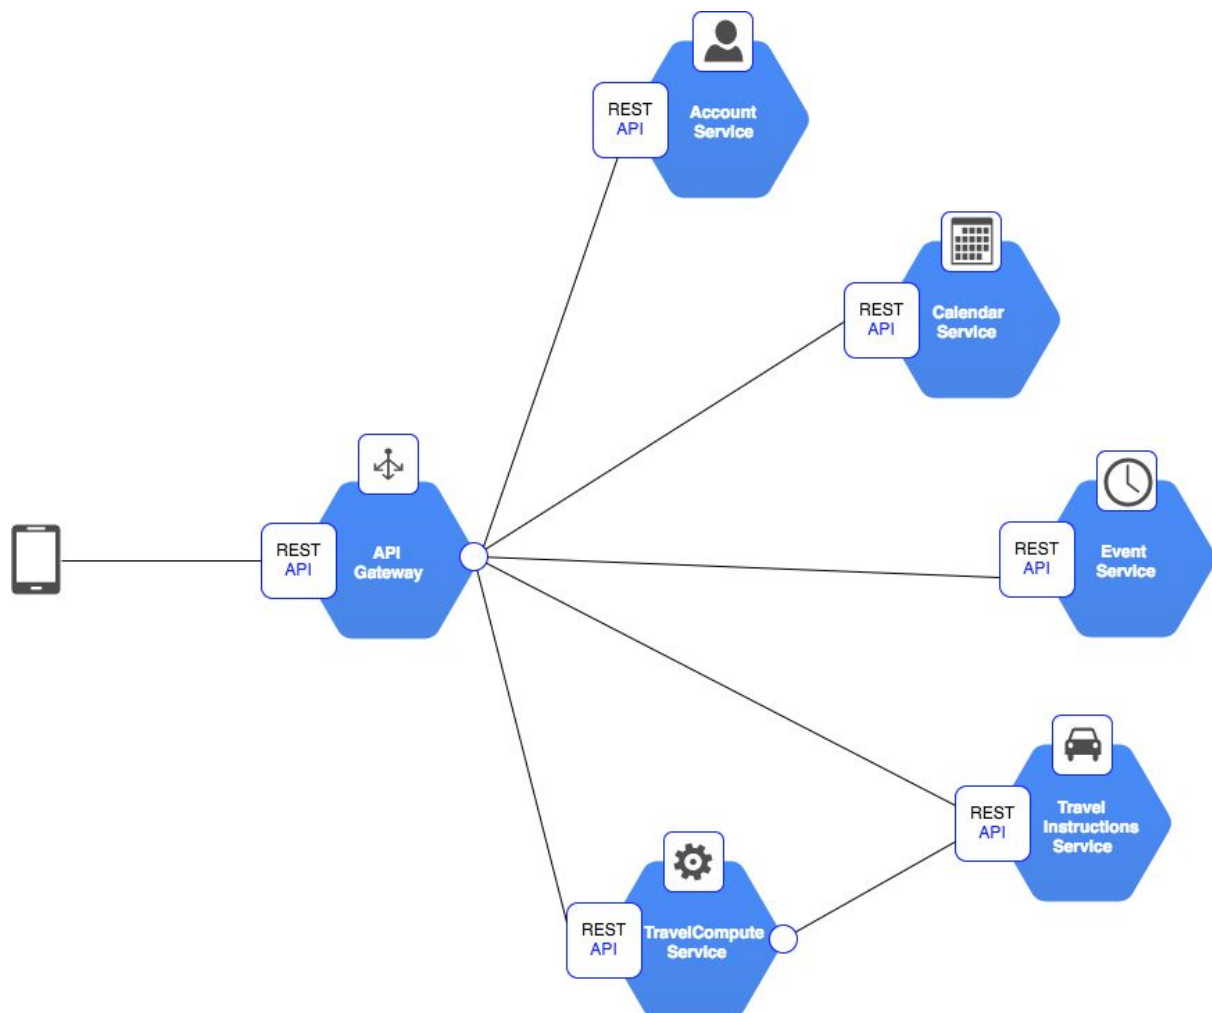 REST
API
Account
Service
REST
API
Calendar
Service
REST
API
API
Gateway
REST
API
Event
Service
REST
API
Travel
Instructions
Service
REST
API
TravelCompute
Service